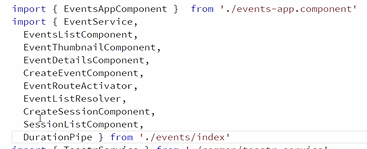 import { EventsAppComponent } from './events-app.component'
import { EventService,
EventsListComponent,
EventThumbnailComponent,
EventDetailsComponent,
CreateEventComponent,
EventRouteActivator,
EventListResolver,
CreateSessionComponent,
SessionListComponent,
DurationPipe } from './events/index'